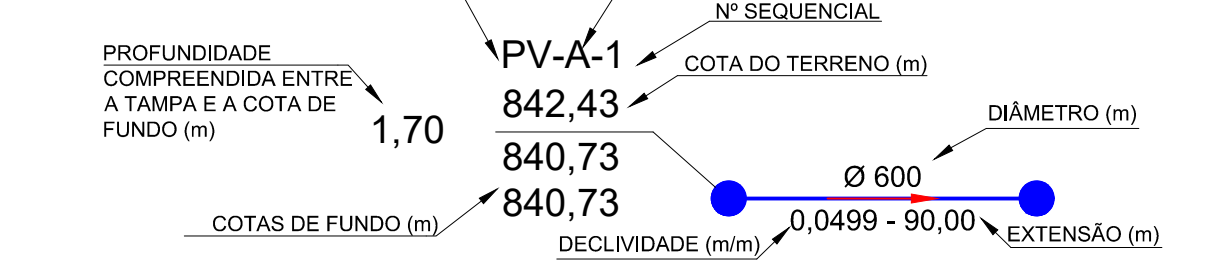 Nº SEQUENCIAL
PV-A-1
PROFUNDIDADE
COMPREENDIDA ENTRE
A TAMPA E A COTA DE
FUNDO (m)
1,70
COTA DO TERRENO (m)
842,43
840,73
840,73
COTAS DE FUNDO (m)
DIÂMETRO (m)
Ø 600
0,0499 - 90,00
DECLIVIDADE (m/m)
EXTENSÃO (m)